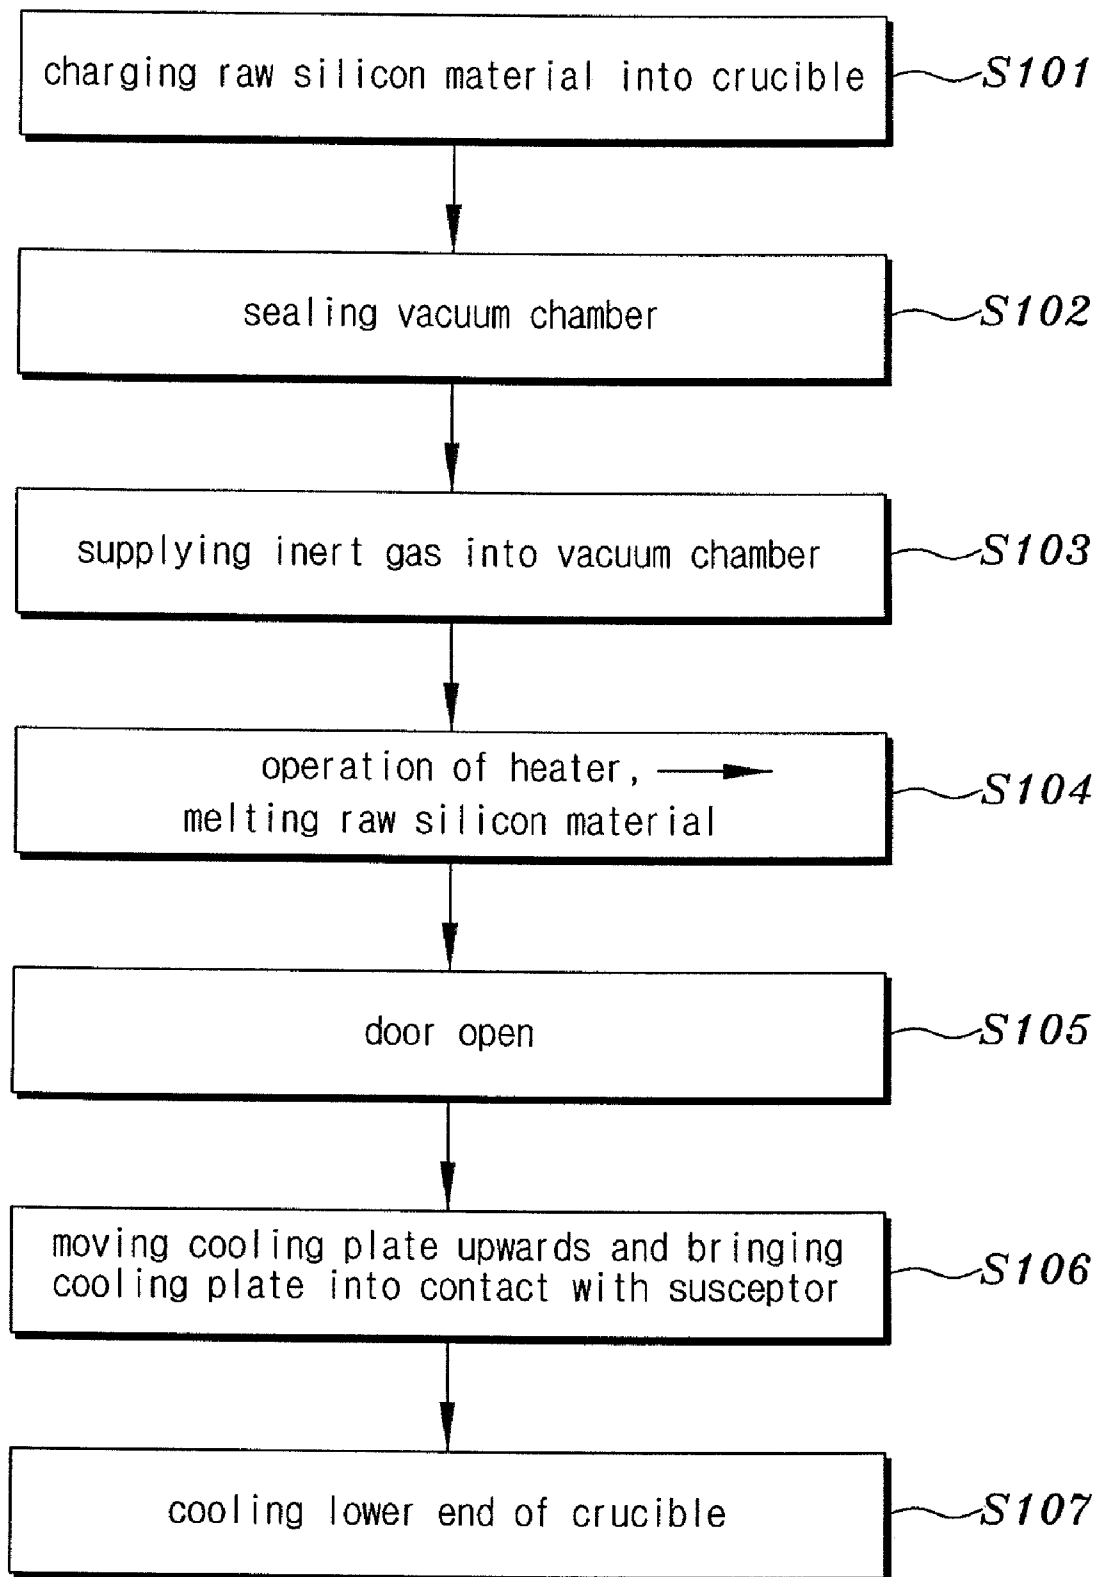 charging raw silicon material into crucible
S101
sealing vacuum chamber
S102
supplying inert gas into vacuum chamber
S103
operation of heater, →
melting raw silicon material
S104
door open
S105
moving cooling plate upwards and bringing
cooling plate into contact with susceptor
S106
cooling lower end of crucible
S107